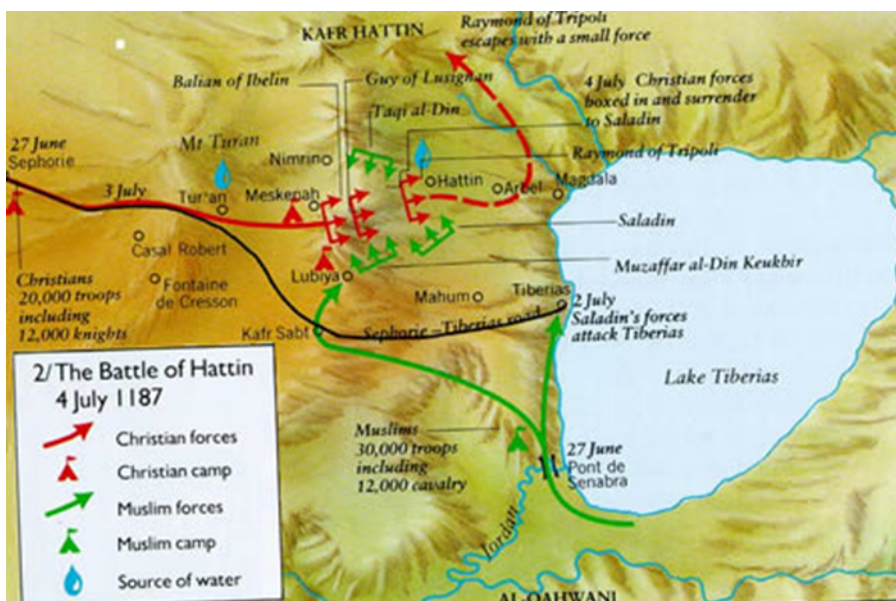 KAFR HATTIN
Raymond of Tripoli
escapes with a small force
Balian of Ibelin
Guy of Lusignan
4 July Christian forces
boxed in and surrender
to Saladin
Taqi al-Din
27 June
Sephorie
Mt Turan
Nimrino
Raymond of Tripoli
3 July
Tur'an
Meskenah
Hattin
Arbel
Magdala
Saladin
Casal Robert
Christians
20,000 troops
including
12,000 knights
Fontaine
de Cresson
Lubiya
Muzaffar al-Din Keukbir
Mahum
Tiberias
2 July
Saladin's forces
attack Tiberias
Kafr Sabt
Sephorie – Tiberias road
Lake Tiberias
2/ The Battle of Hattin
4 July 1187
Christian forces
Christian camp
Muslim forces
Muslim camp
Source of water
Muslims
30,000 troops
including
12,000 cavalry
27 June
Pont de
Senabra
Jordan
AL-QAHWANI